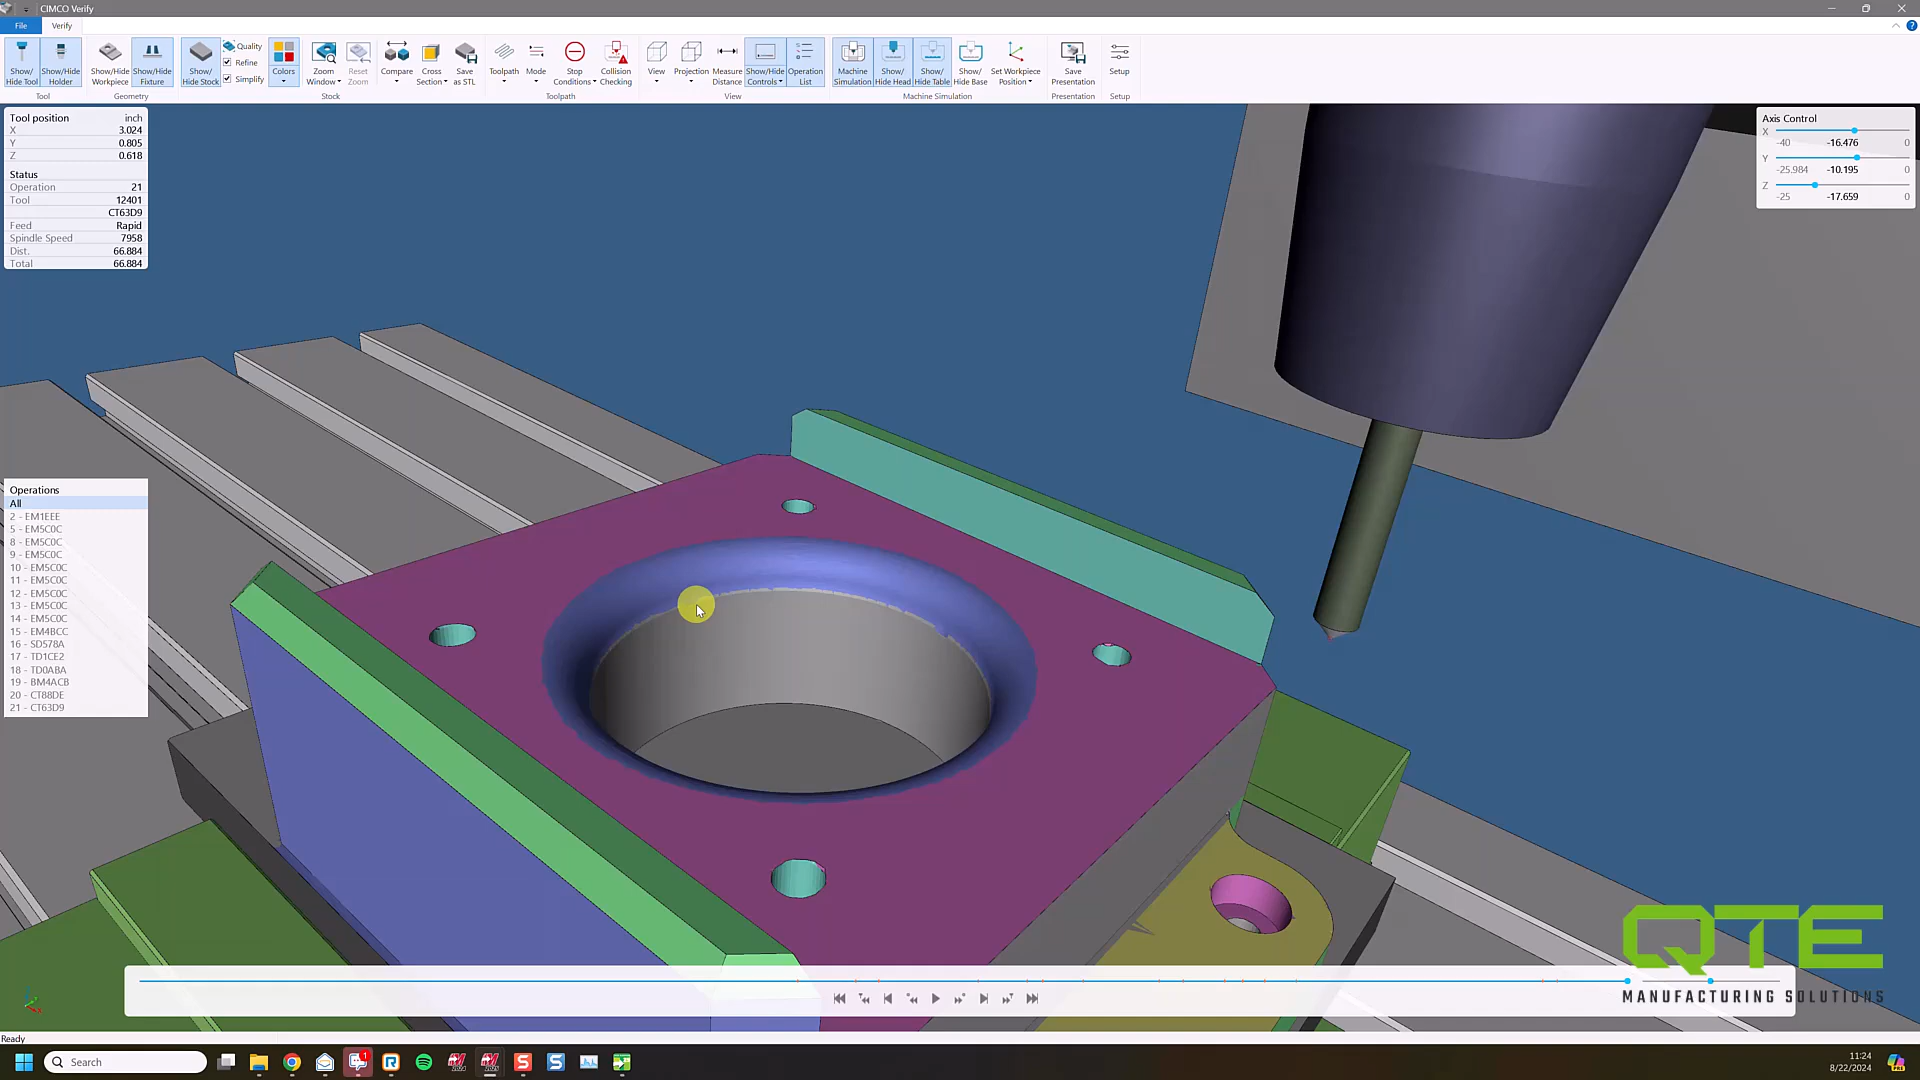 CIMCO Verify
File
Verify
Show/
Hide Tool
Show/Hide
Holder
Show/Hide
Workpiece
Show/Hide
Fixture
Show/
Hide Stock
Quality
Refine
Simplify
Colors
Zoom
Window
Reset
Zoom
Compare
Cross
Section
Save
as STL
Toolpath
Mode
Stop
Conditions
Collision
Checking
View
Projection
Measure
Distance
Show/Hide
Controls
Operation
List
Machine
Simulation
Show/
Hide Head
Show/
Hide Table
Show/
Hide Base
Set Workpiece
Position
Save
Presentation
Setup
Tool
Geometry
Stock
Toolpath
View
Machine Simulation
Presentation
Setup
Tool position inch
X 3.024
Y 0.805
Z 0.618
Status
Operation 21
Tool 12401
CT63D9
Feed Rapid
Spindle Speed 7958
Dist. 66.884
Total 66.884
Axis Control
X
-40 -16.476 0
Y
-25.984 -10.195 0
Z
-25 -17.659 0
Operations
All
2 - EM1EEE
5 - EM5C0C
8 - EM5C0C
9 - EM5C0C
10 - EM5C0C
11 - EM5C0C
12 - EM5C0C
13 - EM5C0C
14 - EM5C0C
15 - EM4BCC
16 - SD578A
17 - TD1CE2
18 - TD0ABA
19 - BM4ACB
20 - CT88DE
21 - CT63D9
QTE
MANUFACTURING SOLUTIONS
Ready
Search
1
2024
2025
11:24
8/22/2024